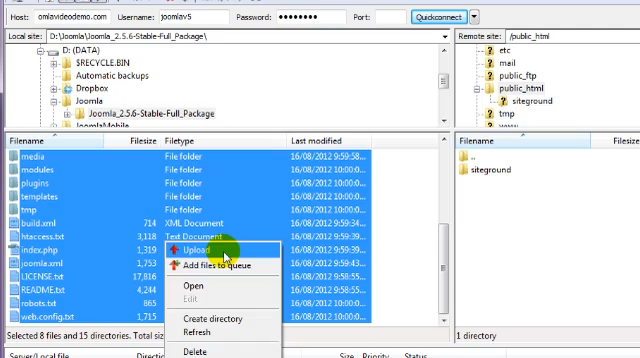 Host: omlavideodemo.com Username: joomlav5 Password: ●●●●●●●● Port: Quickconnect
Local site: D:\Joomla\Joomla_2.5.6-Stable-Full_Package\
D: (DATA)
$RECYCLE.BIN
Automatic backups
Dropbox
Joomla
Joomla_2.5.6-Stable-Full_Package
JoomlaMobile
Remote site: /public_html
etc
mail
public_ftp
public_html
siteground
tmp
www
Filename Filesize Filetype Last modified
media File folder 16/08/2012 9:59:58...
modules File folder 16/08/2012 10:00:0...
plugins File folder 16/08/2012 10:00:0...
templates File folder 16/08/2012 10:00:0...
tmp File folder 16/08/2012 10:00:0...
build.xml 714 XML Document 16/08/2012 9:59:38...
htaccess.txt 3,118 Text Document 16/08/2012 9:59:39...
index.php 1,319 16/08/2012 9:59:39...
joomla.xml 1,753 16/08/2012 9:59:39...
LICENSE.txt 17,816 16/08/2012 9:59:38...
README.txt 4,310 16/08/2012 9:59:38...
robots.txt 865 16/08/2012 10:00:0...
web.config.txt 16/08/2012 10:00:0...
Upload
Add files to queue
Open
Edit
Create directory
Refresh
Delete
Filename Filesize
..
siteground
Selected 8 files and 15 directories. Total siz
1 directory
Server/Local file Directio Size Priority Status